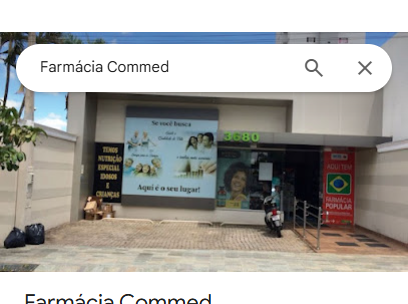 Farmácia Commed
Se você busca
Aqui é o seu lugar!
3680
TEMOS
NUTRIÇÃO
ESPECIAL
IDOSOS
E
CRIANÇAS
AQUI TEM
FARMÁCIA
POPULAR
Farmácia Commed